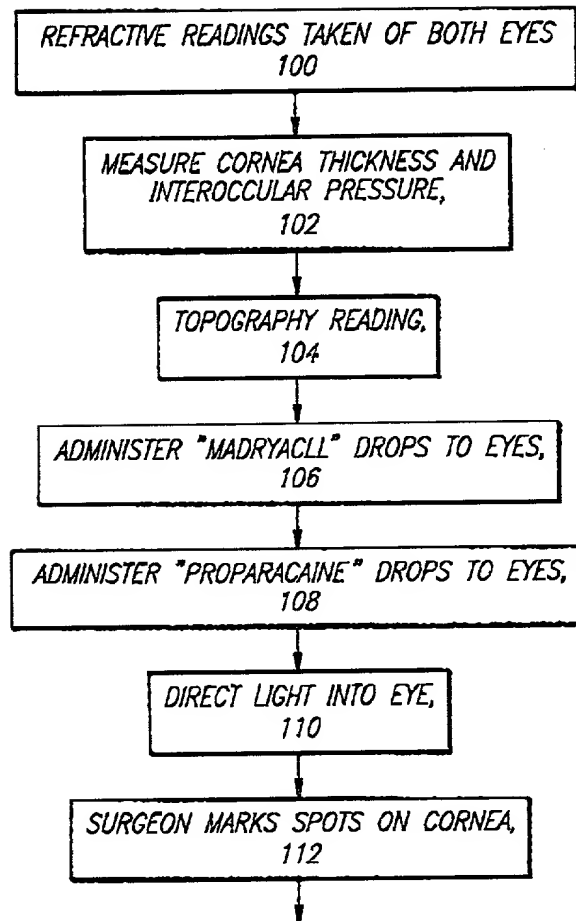 REFRACTIVE READINGS TAKEN OF BOTH EYES
100
MEASURE CORNEA THICKNESS AND
INTEROCCULAR PRESSURE,
102
TOPOGRAPHY READING,
104
ADMINISTER "MADRYACLL" DROPS TO EYES,
106
ADMINISTER "PROPARACAINE" DROPS TO EYES,
108
DIRECT LIGHT INTO EYE,
110
SURGEON MARKS SPOTS ON CORNEA,
112